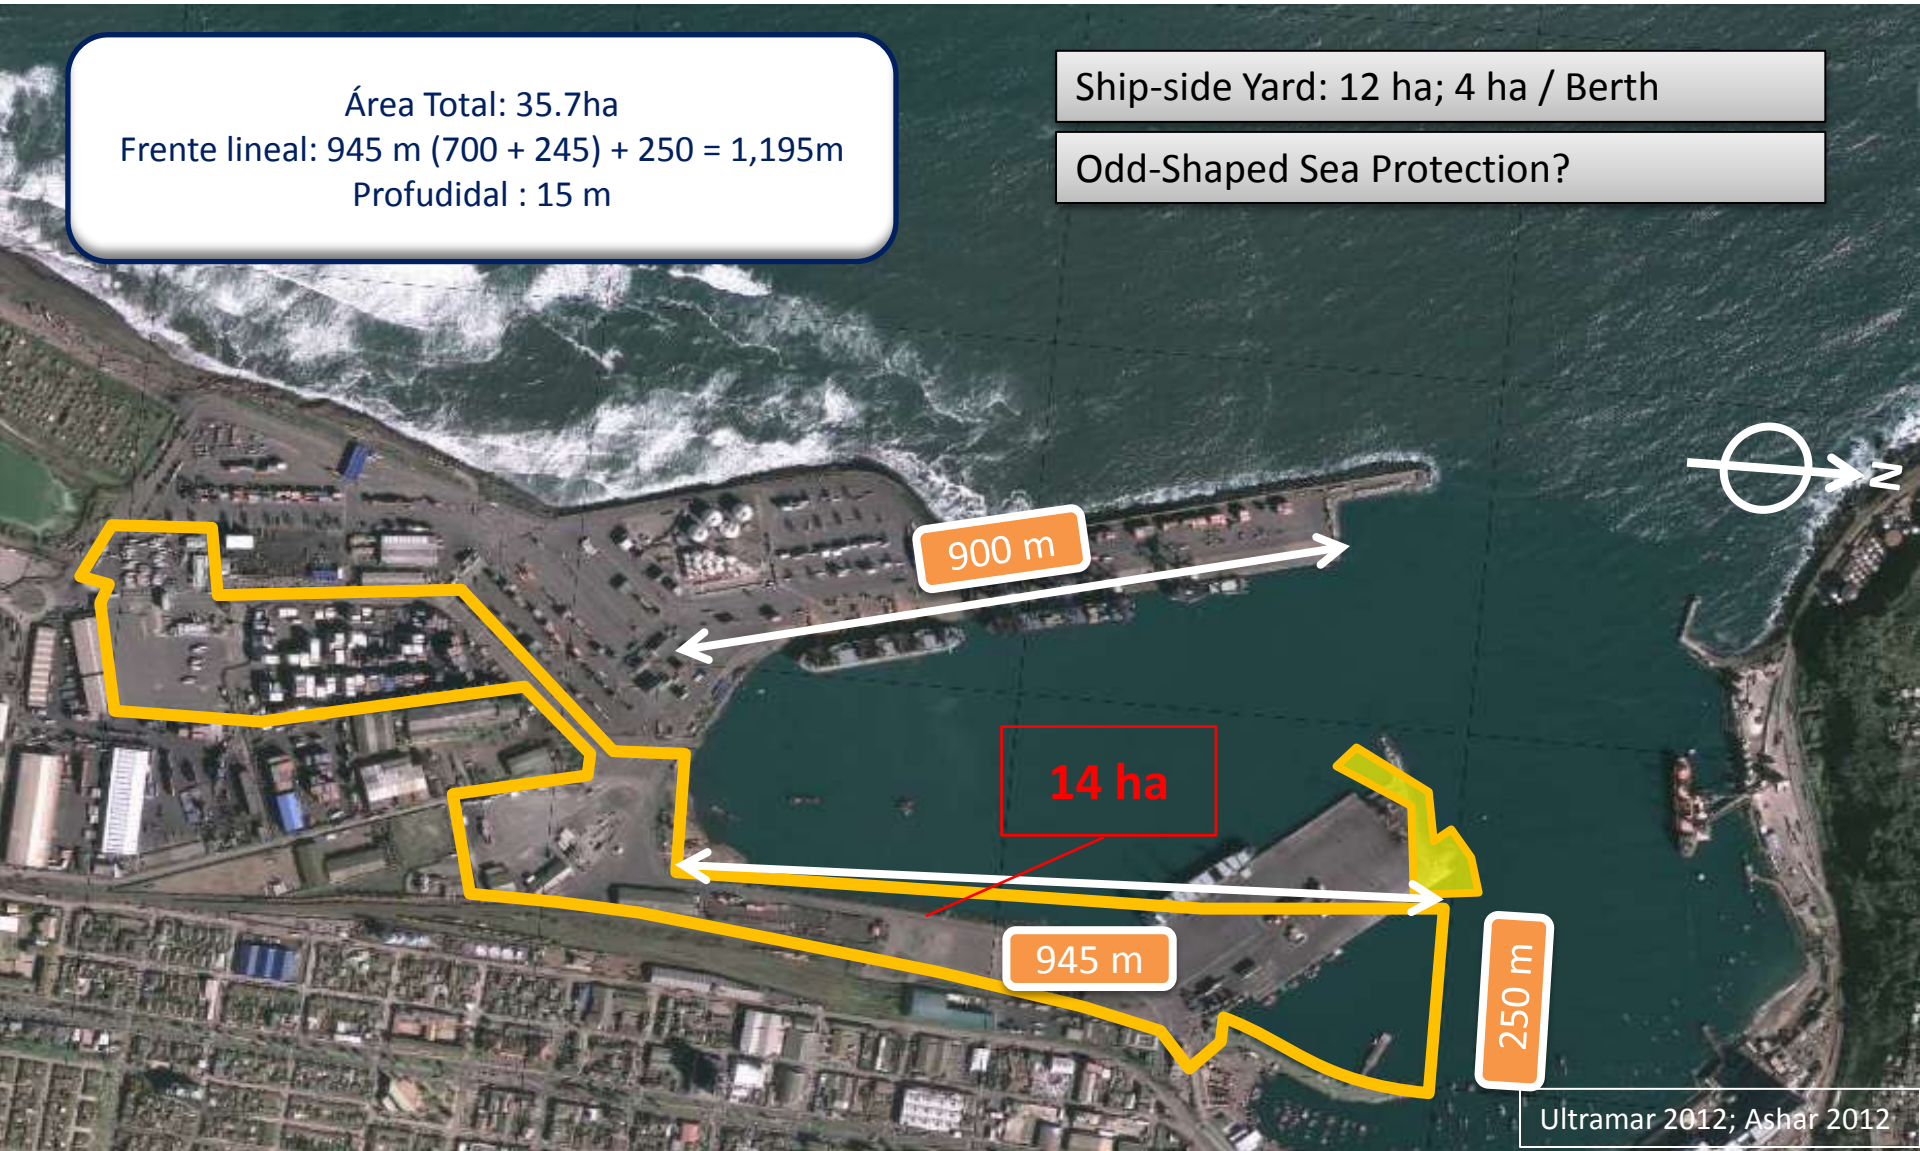 Área Total: 35.7ha
Frente lineal: 945 m (700 + 245) + 250 = 1,195m
Profudidal : 15 m
Ship-side Yard: 12 ha; 4 ha / Berth
Odd-Shaped Sea Protection?
N
900 m
14 ha
945 m
250 m
Ultramar 2012; Ashar 2012